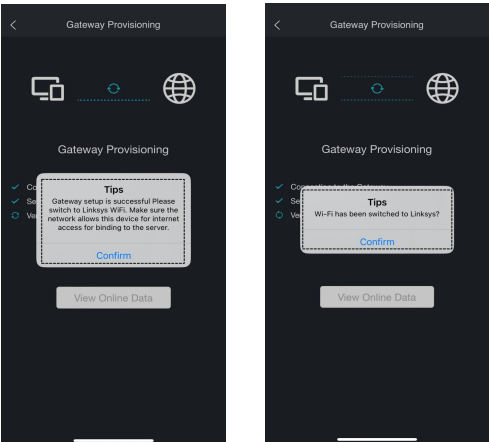 Gateway Provisioning
Gateway Provisioning
Tips
Gateway setup is successful Please
switch to Linksys WiFi. Make sure the
network allows this device for internet
access for binding to the server.
Confirm
View Online Data
Gateway Provisioning
Gateway Provisioning
Tips
Wi-Fi has been switched to Linksys?
Confirm
View Online Data